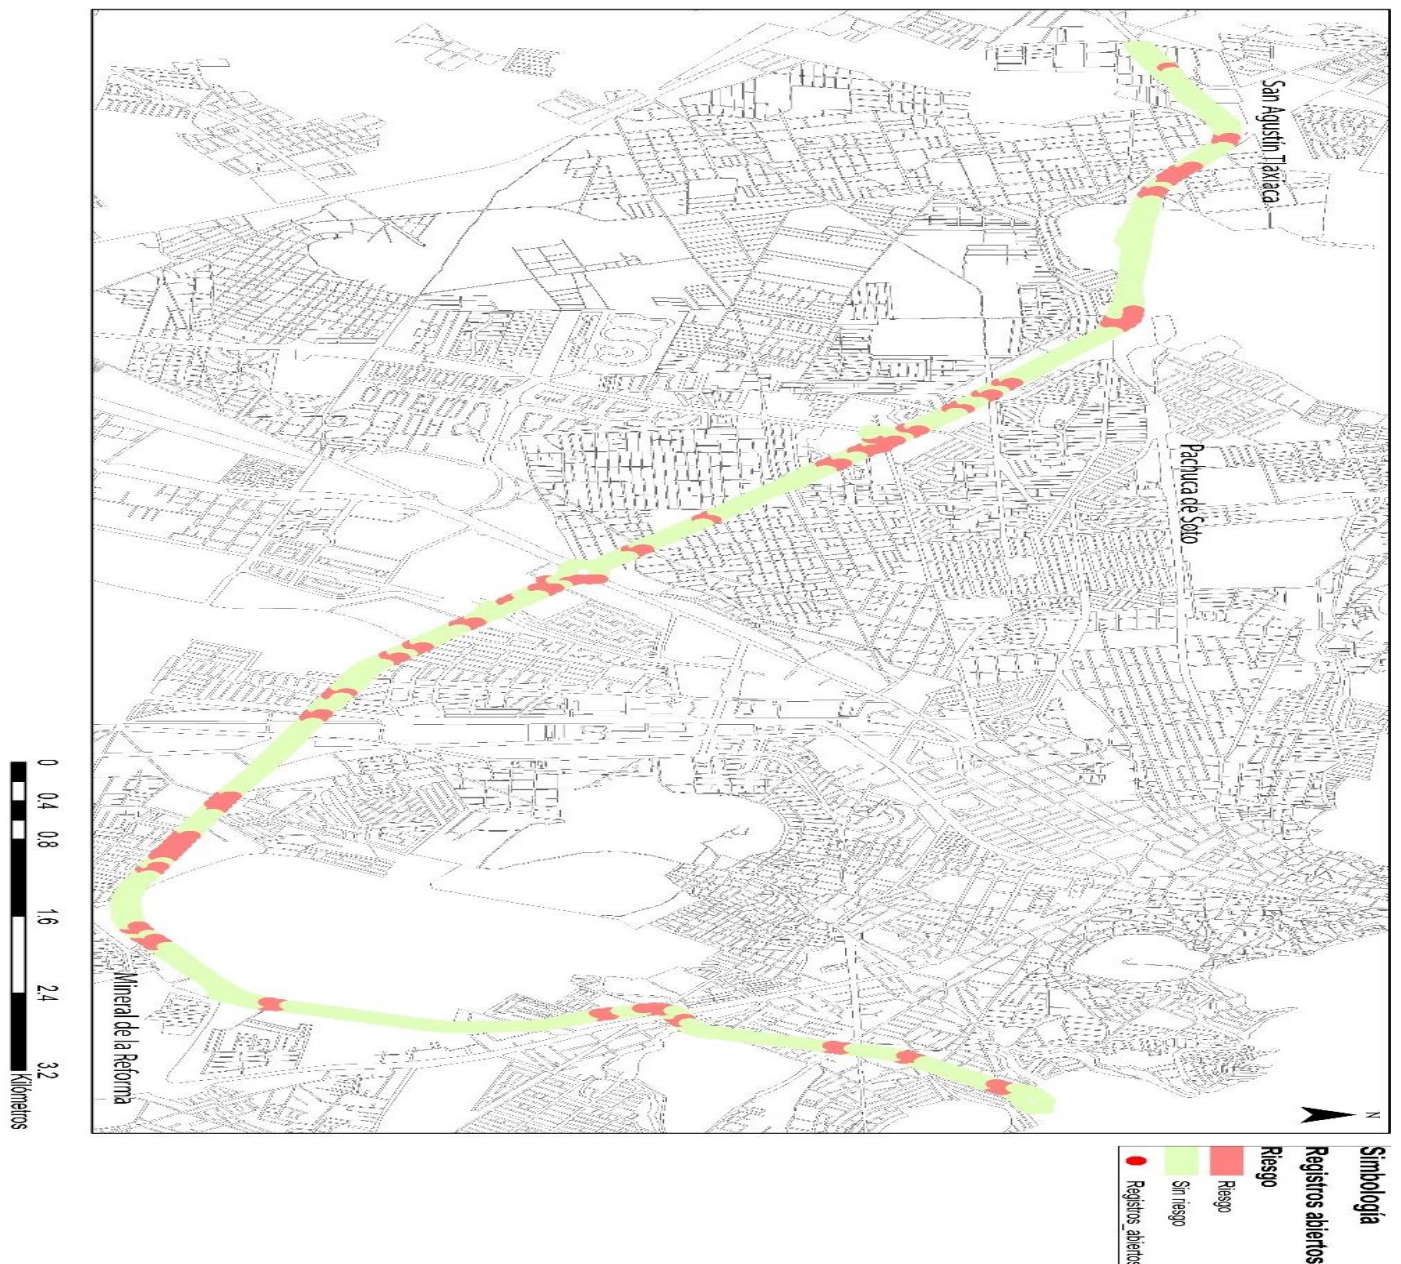 San Agustín Tlaxiaca
Pachuca de Soto
Mineral de la Reforma
N
0 0.4 0.8 1.6 2.4 3.2
Kilómetros
Simbología
Registros abiertos
Riesgo
Riesgo
Sin riesgo
Registros_abiertos